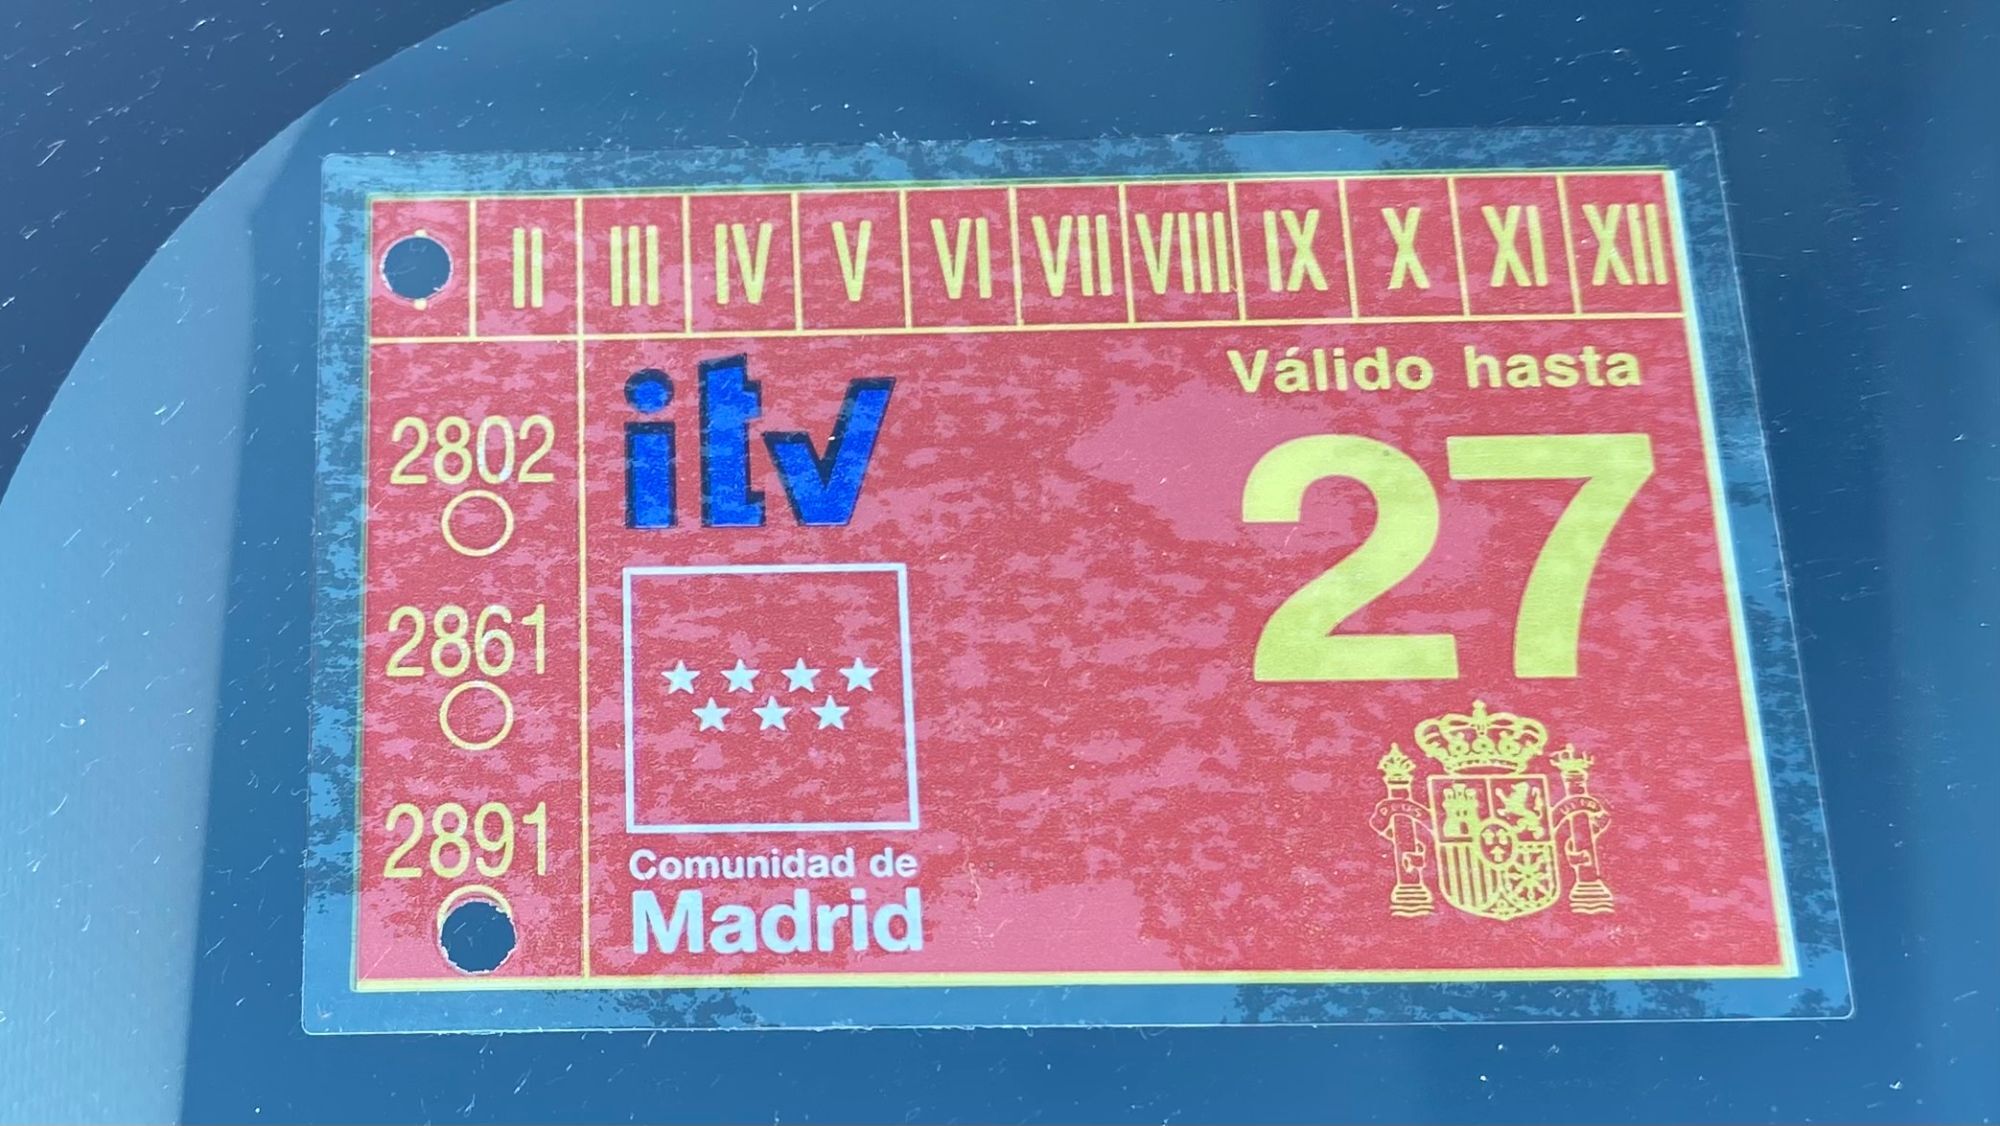 II III IV V VI VII VIII IX X XI XII
Válido hasta
27
2802
2861
2891
itv
Comunidad de
Madrid